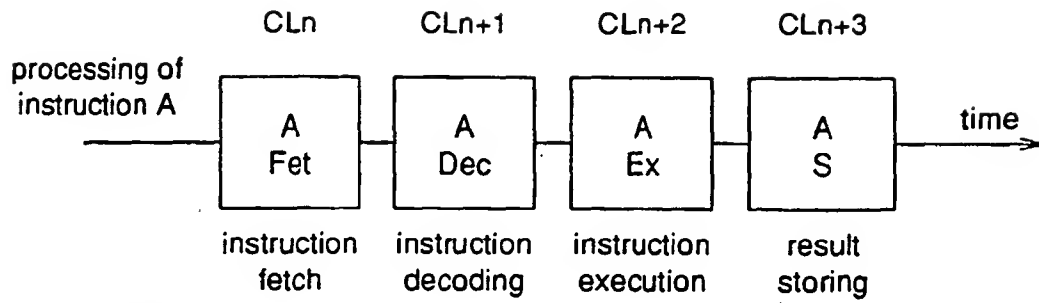 CLn CLn+1 CLn+2 CLn+3
processing of
instruction A
A
Fet
A
Dec
A
Ex
A
S
time
instruction
fetch
instruction
decoding
instruction
execution
result
storing